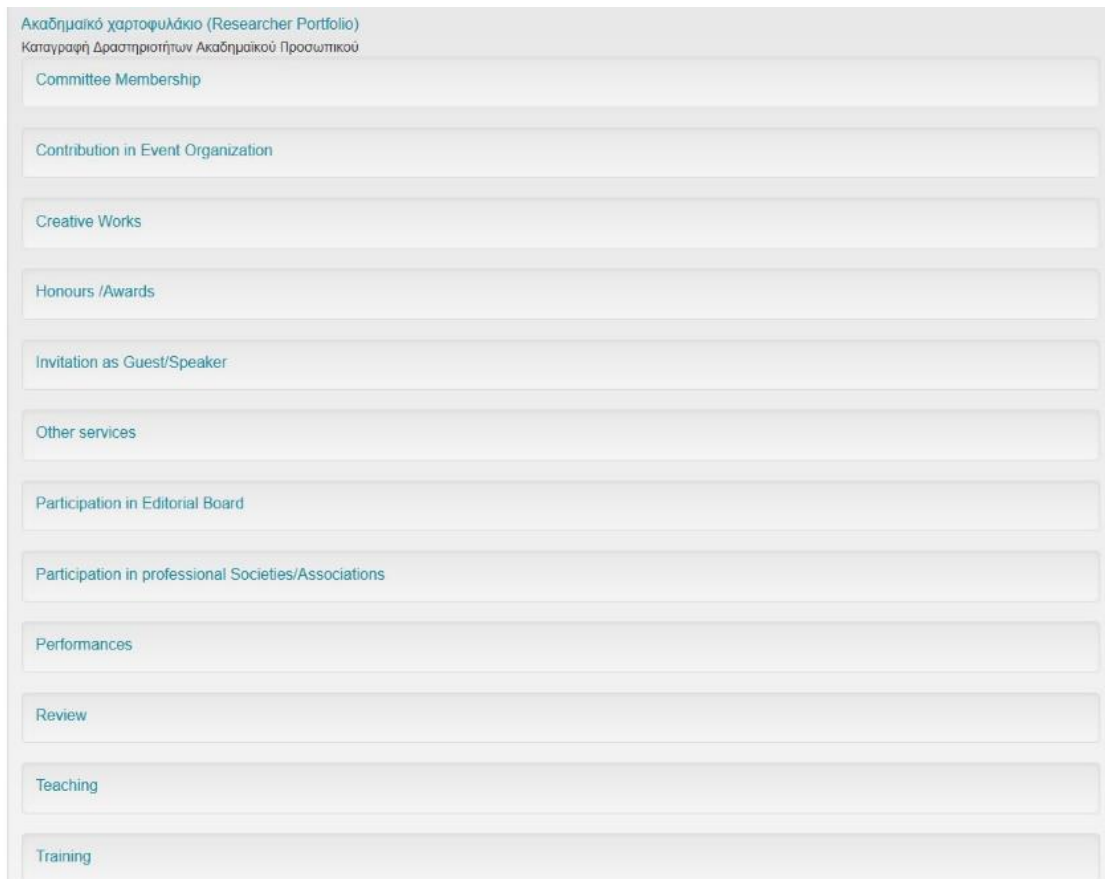 Ακαδημαϊκό χαρτοφυλάκιο (Researcher Portfolio)
Καταγραφή Δραστηριοτήτων Ακαδημαϊκού Προσωπικού
Committee Membership
Contribution in Event Organization
Creative Works
Honours /Awards
Invitation as Guest/Speaker
Other services
Participation in Editorial Board
Participation in professional Societies/Associations
Performances
Review
Teaching
Training